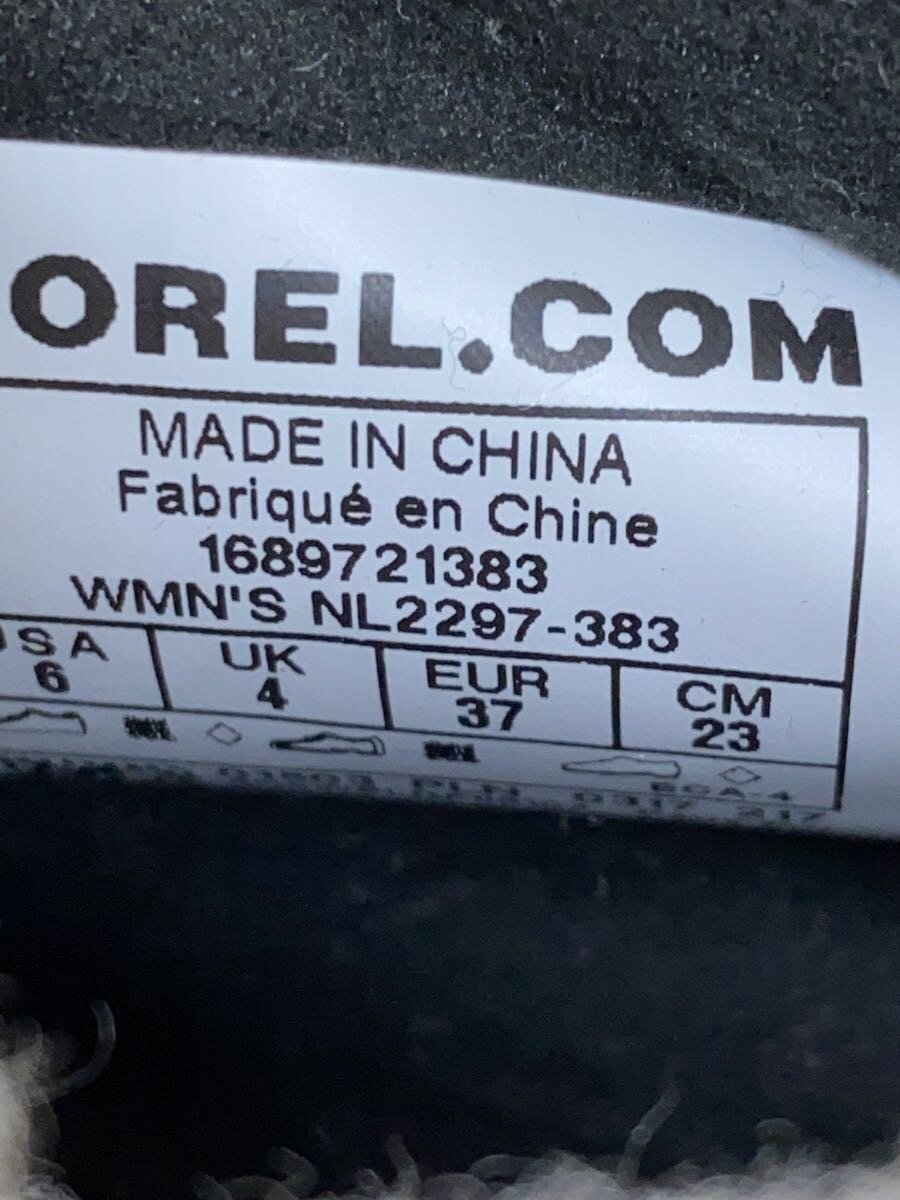 OREL.COM
MADE IN CHINA
Fabriqué en Chine
1689721383
WMN'S NL2297-383
USA UK EUR CM
6 4 37 23